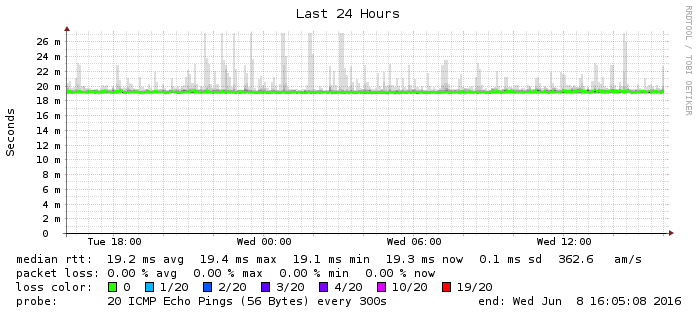 Last 24 Hours
RRDTOOL / TOBI OETIKER
Seconds
26 m
24 m
22 m
20 m
18 m
16 m
14 m
12 m
10 m
8 m
6 m
4 m
2 m
0
Tue 18:00 Wed 00:00 Wed 06:00 Wed 12:00
median rtt: 19.2 ms avg 19.4 ms max 19.1 ms min 19.3 ms now 0.1 ms sd 362.6 am/s
packet loss: 0.00 % avg 0.00 % max 0.00 % min 0.00 % now
loss color: 0 1/20 2/20 3/20 4/20 10/20 19/20
probe: 20 ICMP Echo Pings (56 Bytes) every 300s end: Wed Jun 8 16:05:08 2016